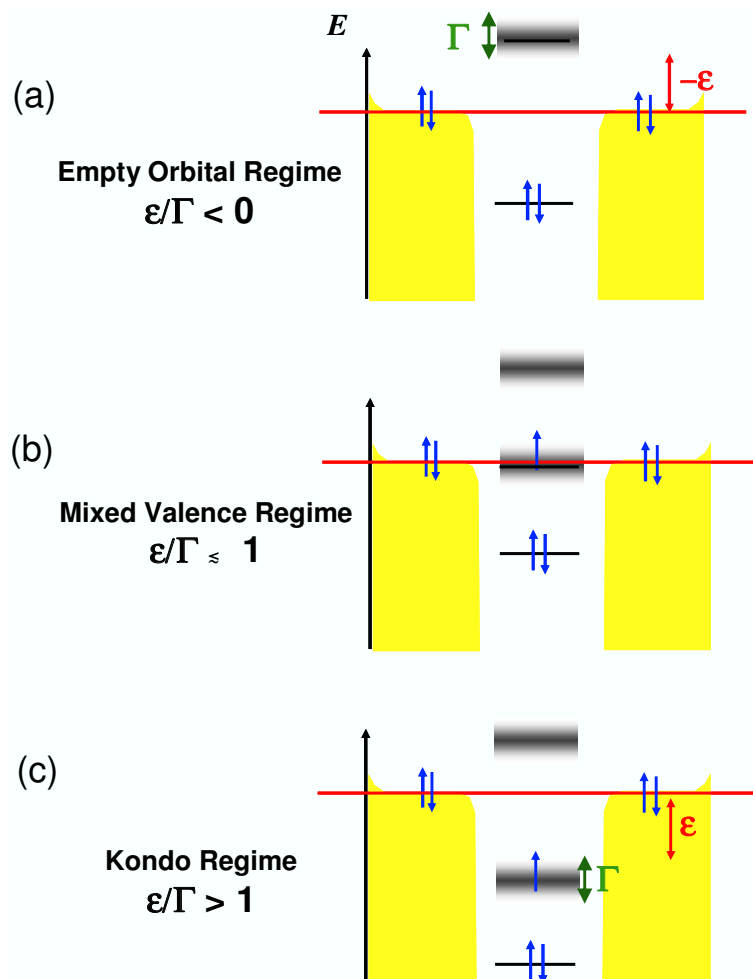 E
Γ
(a)
–ε
Empty Orbital Regime
ε/Γ < 0
(b)
Mixed Valence Regime
ε/Γ ≲ 1
(c)
ε
Kondo Regime
Γ
ε/Γ > 1